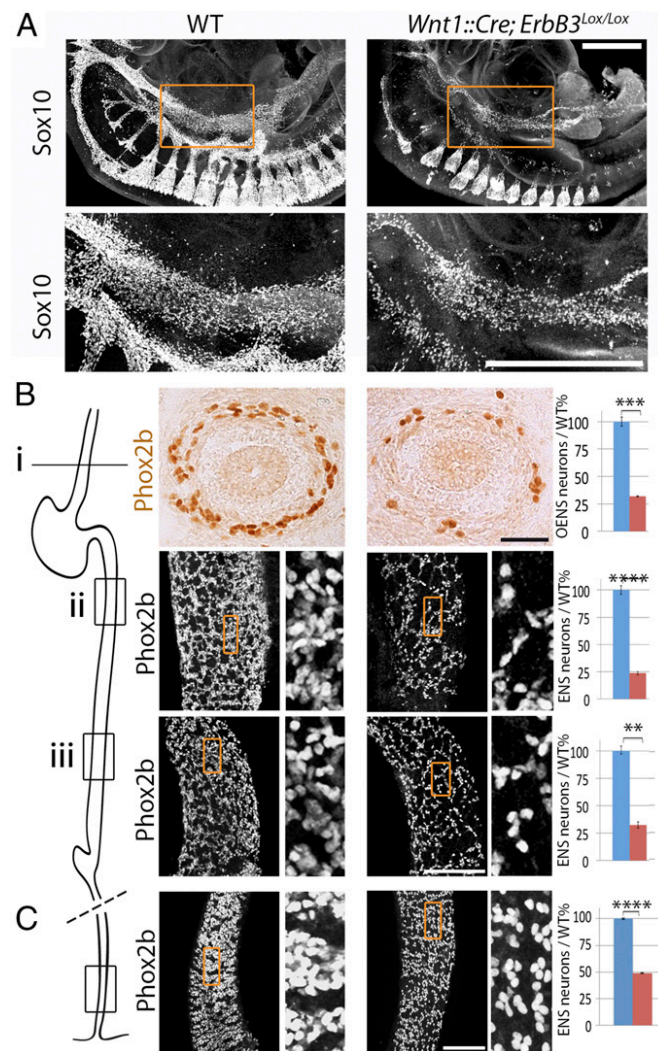 A
WT
Wnt1::Cre; ErbB3Lox/Lox
Sox10
Sox10
B
i
Phox2b
OENS neurons / WT%
100
75
50
25
0
***
ii
Phox2b
ENS neurons / WT%
100
75
50
25
0
****
iii
Phox2b
ENS neurons / WT%
100
75
50
25
0
**
C
Phox2b
ENS neurons / WT%
100
50
0
****